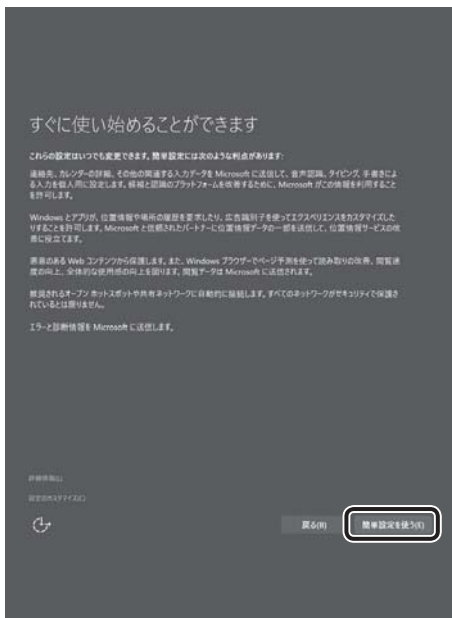 すぐに使い始めることができます
これらの設定はいつでも変更できます。簡単設定には次のような利点があります:
連絡先、カレンダーの詳細、その他の関連する入力データを Microsoft に送信して、音声認識、タイピング、手書きによ
る入力を個人用に設定します。候補と認識のプラットフォームを改善するために、Microsoft がこの情報を利用すること
を許可します。
Windows とアプリが、位置情報や場所の履歴を要求したり、広告識別子を使ってエクスペリエンスをカスタマイズした
りすることを許可します。Microsoft と信頼されたパートナーに位置情報データの一部を送信して、位置情報サービスの改
善に役立てます。
悪意のある Web コンテンツから保護します。また、Windows ブラウザーでページ予測を使って読み取りの改善、閲覧速
度の向上、全体的な使用感の向上を図ります。閲覧データは Microsoft に送信されます。
推奨されるオープン ホットスポットや共有ネットワークに自動的に接続します。すべてのネットワークがセキュリティで保護さ
れているとは限りません。
エラーと診断情報を Microsoft に送信します。
詳細情報(L)
設定のカスタマイズ(C)
戻る(B)
簡単設定を使う(E)